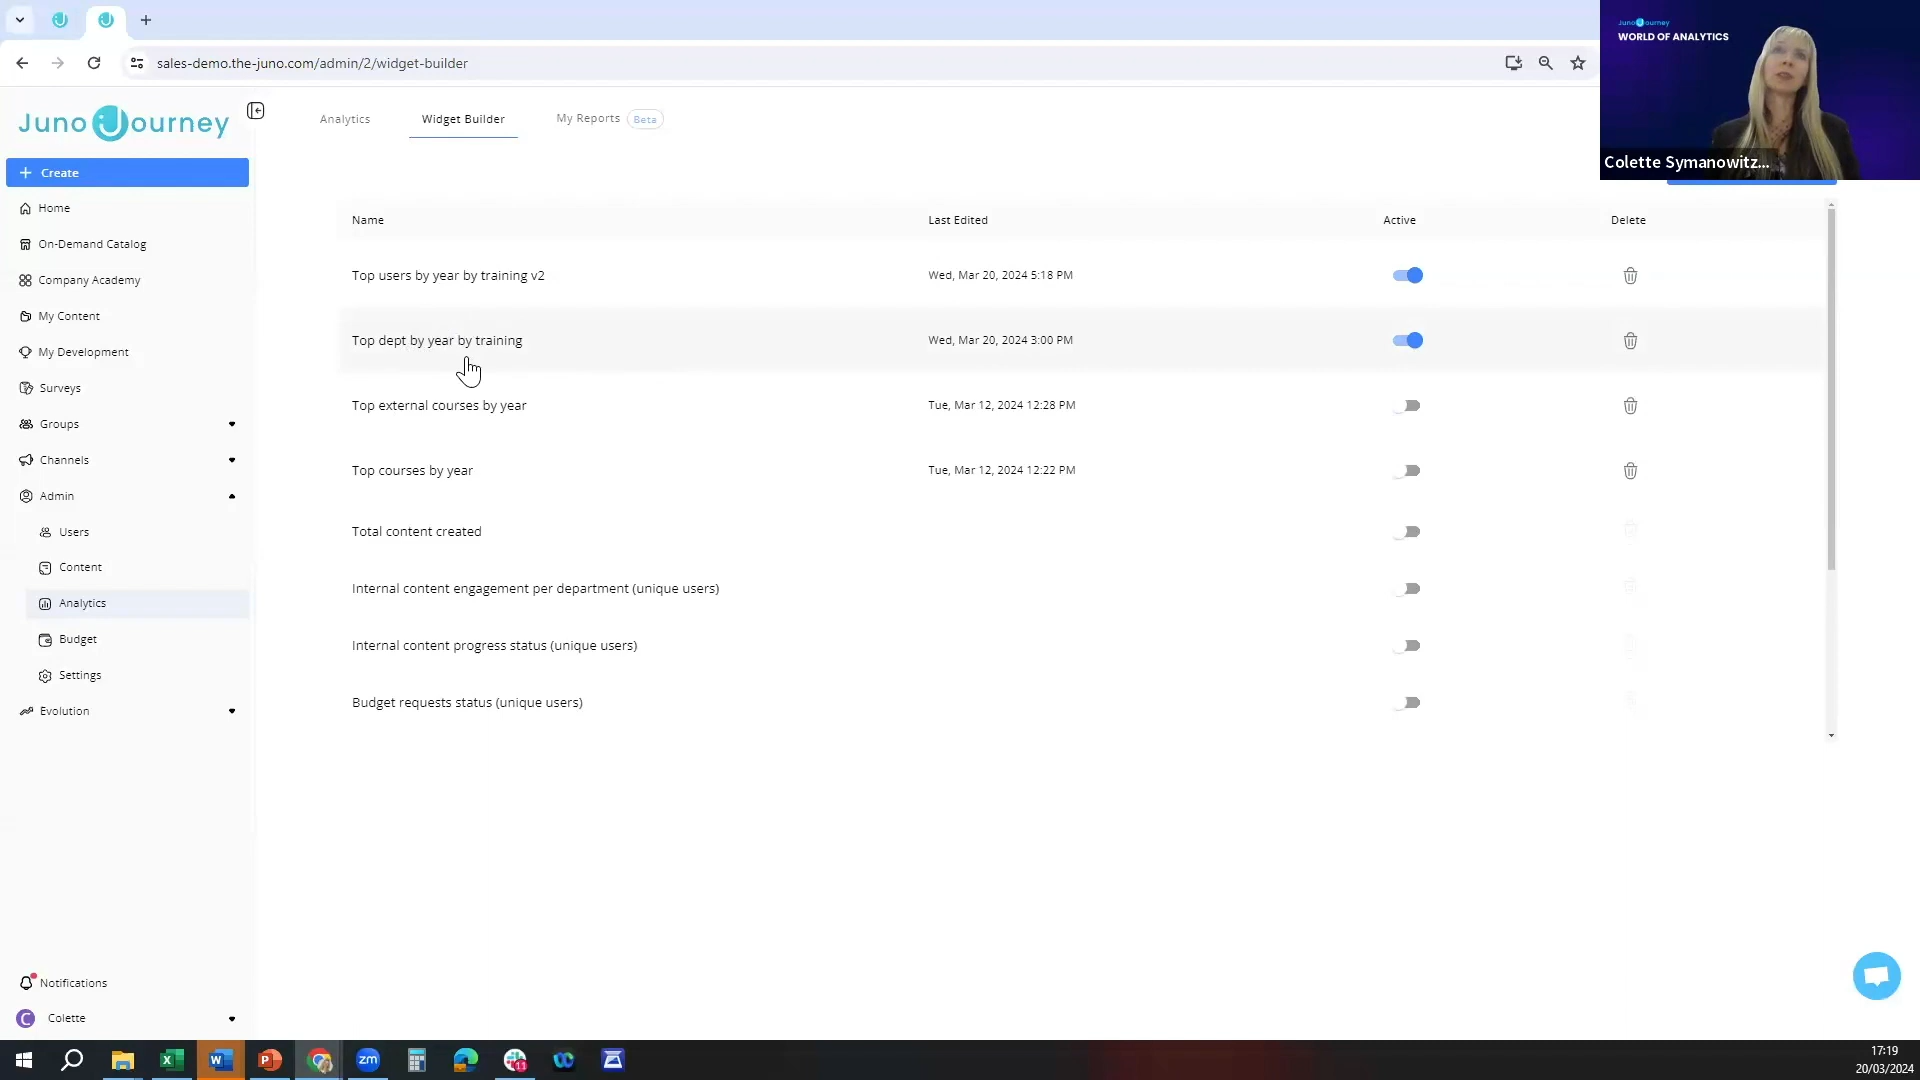 sales-demo.the-juno.com/admin/2/widget-builder
JunoJourney
WORLD OF ANALYTICS
Colette Symanowitz...
Juno Journey
Analytics
Widget Builder
My Reports Beta
+ Create
Home
On-Demand Catalog
Company Academy
My Content
My Development
Surveys
Groups
Channels
Admin
Users
Content
Analytics
Budget
Settings
Evolution
Notifications
C Colette
Name Last Edited Active Delete
Top users by year by training v2 Wed, Mar 20, 2024 5:18 PM
Top dept by year by training Wed, Mar 20, 2024 3:00 PM
Top external courses by year Tue, Mar 12, 2024 12:28 PM
Top courses by year Tue, Mar 12, 2024 12:22 PM
Total content created
Internal content engagement per department (unique users)
Internal content progress status (unique users)
Budget requests status (unique users)
zm
11
17:19
20/03/2024